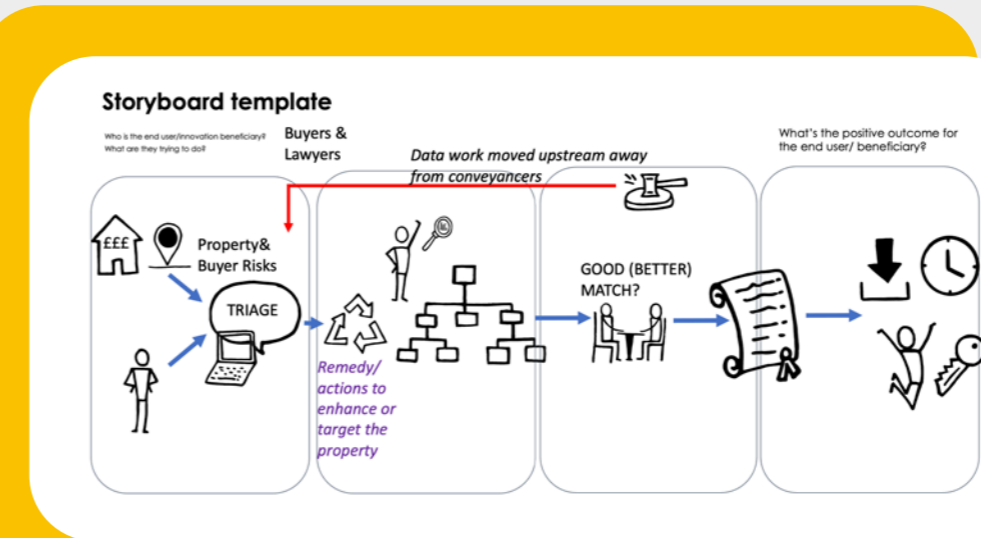 Storyboard template
Who is the end user/innovation beneficiary?
What are they trying to do?
Buyers &
Lawyers
Data work moved upstream away
from conveyancers
What's the positive outcome for
the end user/ beneficiary?
£££
Property&
Buyer Risks
TRIAGE
Remedy/
actions to
enhance or
target the
property
GOOD (BETTER)
MATCH?